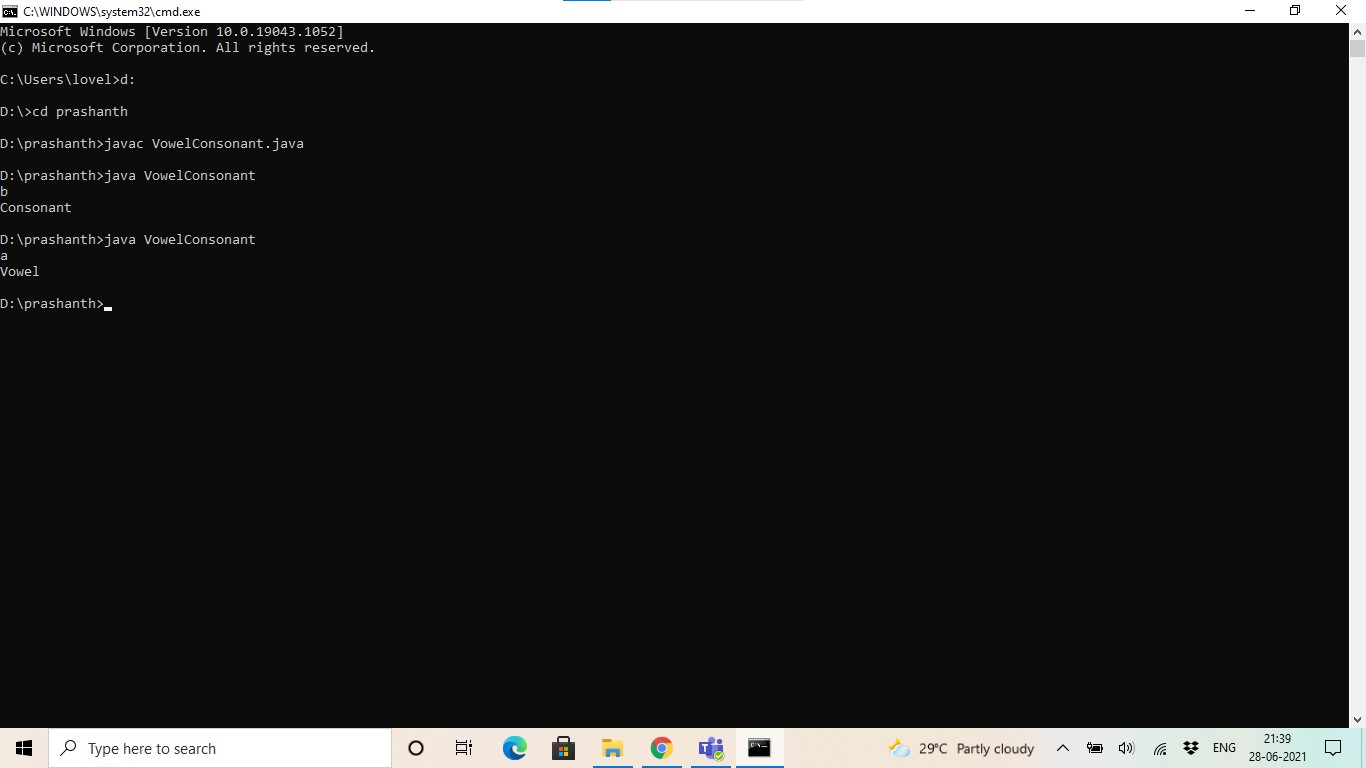 C:\WINDOWS\system32\cmd.exe
Microsoft Windows [Version 10.0.19043.1052]
(c) Microsoft Corporation. All rights reserved.
C:\Users\lovel>d:
D:\>cd prashanth
D:\prashanth>javac VowelConsonant.java
D:\prashanth>java VowelConsonant
b
Consonant
D:\prashanth>java VowelConsonant
a
Vowel
D:\prashanth>
Type here to search
29°C Partly cloudy
ENG
21:39
28-06-2021